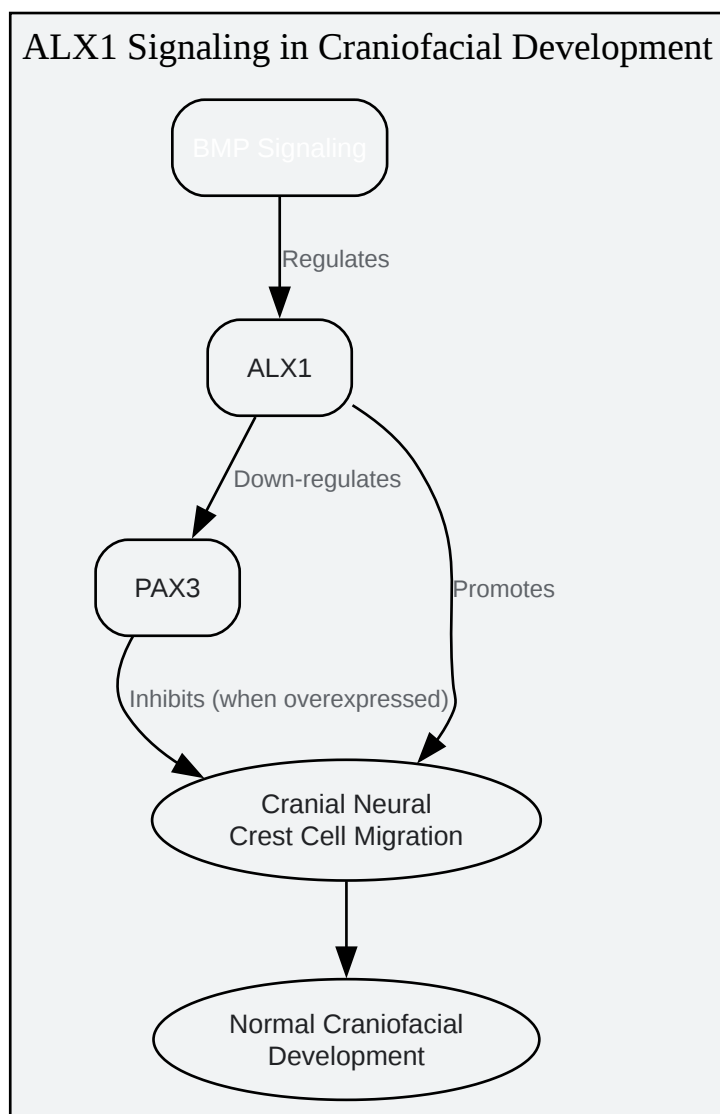 ALX1 Signaling in Craniofacial Development
BMP Signaling
Regulates
ALX1
Down-regulates
PAX3
Promotes
Inhibits (when overexpressed)
Cranial Neural
Crest Cell Migration
Normal Craniofacial
Development